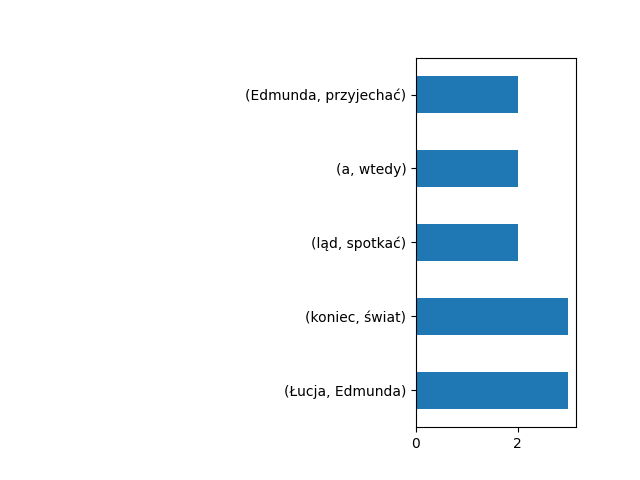 (Edmunda, przyjechać)
(a, wtedy)
(ląd, spotkać)
(koniec, świat)
(Łucja, Edmunda)
0 2